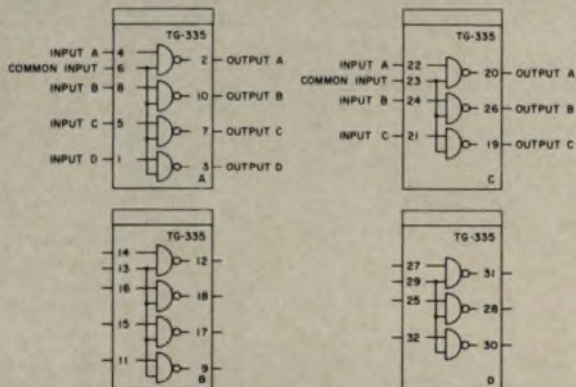 TG-335
INPUT A 4 2 OUTPUT A
COMMON INPUT 6
INPUT B 8 10 OUTPUT B
INPUT C 5 7 OUTPUT C
INPUT D 1 3 OUTPUT D
A
TG-335
INPUT A 22 20 OUTPUT A
COMMON INPUT 23
INPUT B 24 26 OUTPUT B
INPUT C 21 19 OUTPUT C
C
TG-335
14 12
13
16 18
15 17
11 9
B
TG-335
27 31
29
25 28
32 30
D